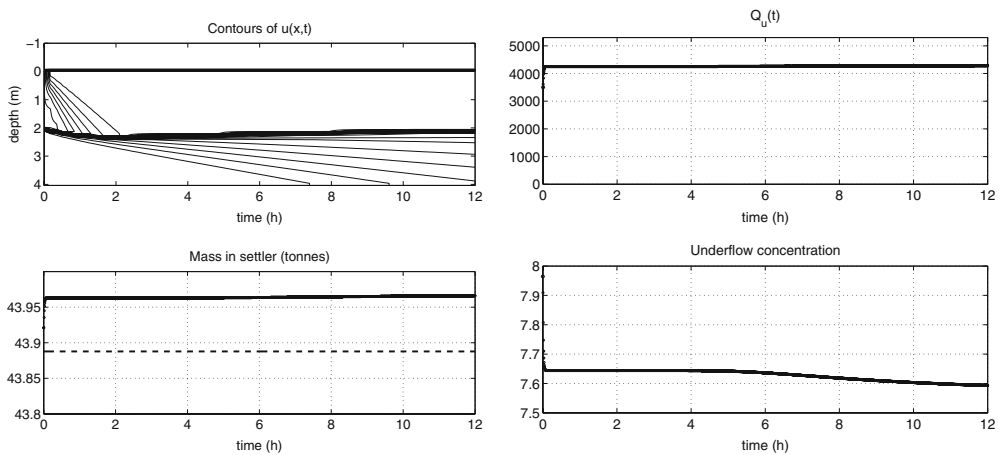 Contours of u(x,t)
−1
0
1
2
3
4
depth (m)
0 2 4 6 8 10 12
time (h)
Q_u(t)
5000
4000
3000
2000
1000
0
0 2 4 6 8 10 12
time (h)
Mass in settler (tonnes)
43.95
43.9
43.85
43.8
0 2 4 6 8 10 12
time (h)
Underflow concentration
8
7.9
7.8
7.7
7.6
7.5
0 2 4 6 8 10 12
time (h)